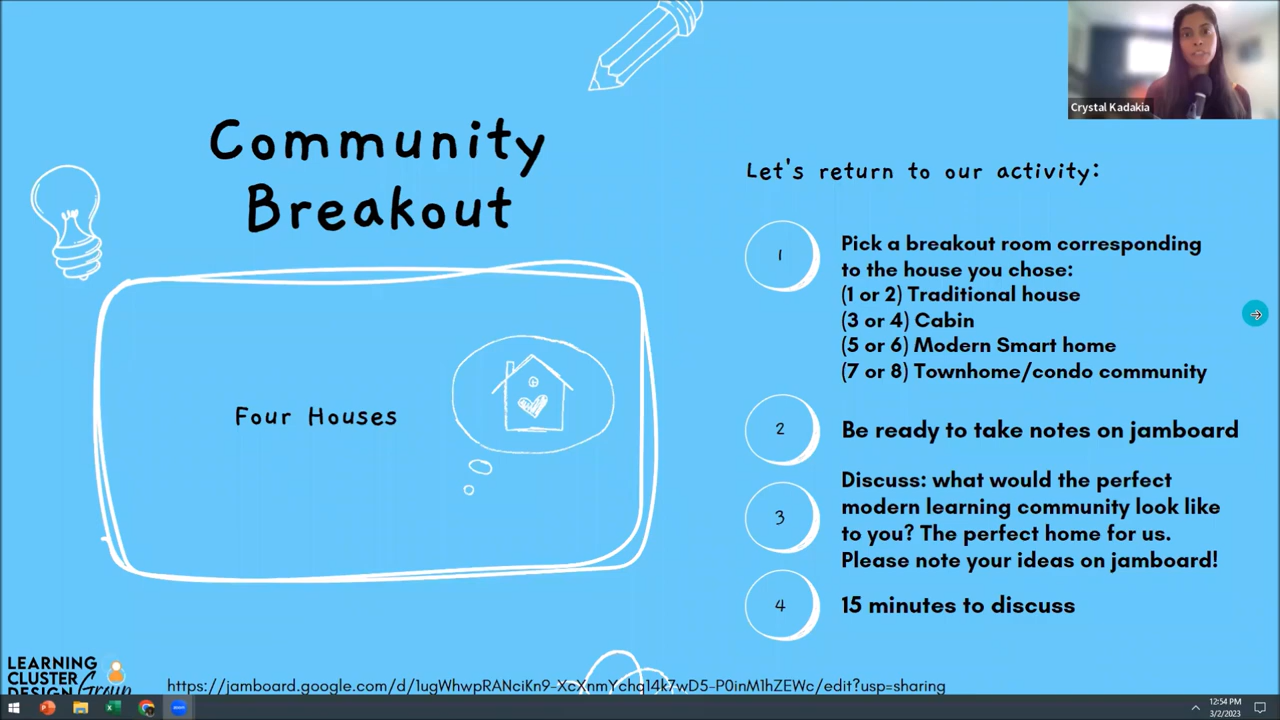 Crystal Kadakia
Community
Breakout
Four Houses
Let's return to our activity:
1
Pick a breakout room corresponding
to the house you chose:
(1 or 2) Traditional house
(3 or 4) Cabin
(5 or 6) Modern Smart home
(7 or 8) Townhome/condo community
2
Be ready to take notes on jamboard
3
Discuss: what would the perfect
modern learning community look like
to you? The perfect home for us.
Please note your ideas on jamboard!
4
15 minutes to discuss
LEARNING
CLUSTER
DESIGN Group
https://jamboard.google.com/d/1ugWhwpRANciKn9-XcXnmYchq14k7wD5-P0inM1hZEWc/edit?usp=sharing
12:54 PM
3/2/2023